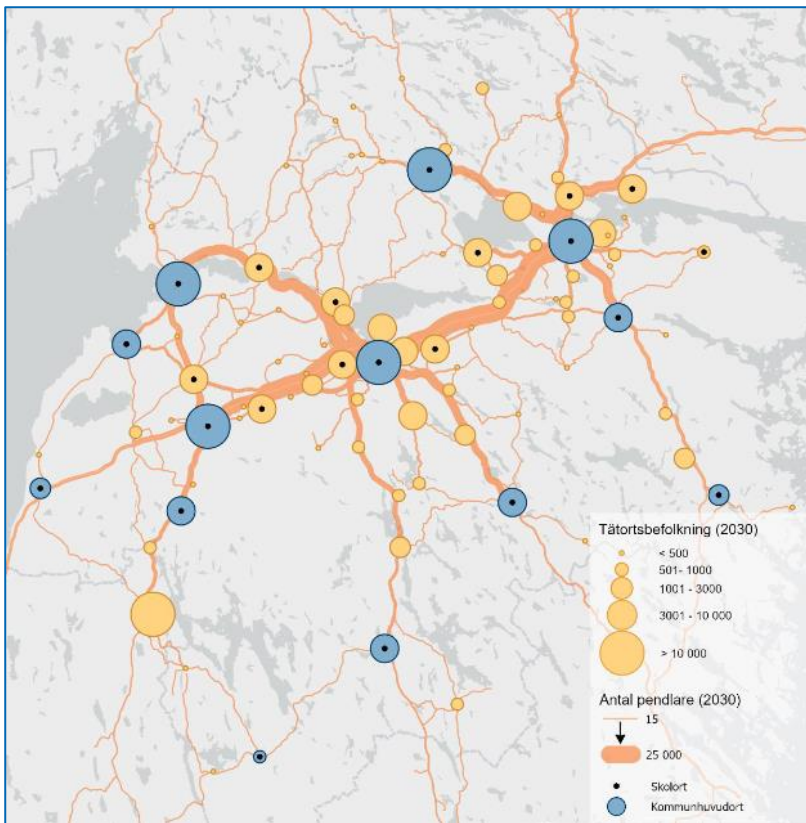 Tätortsbefolkning (2030)
< 500
501- 1000
1001 - 3000
3001 - 10 000
> 10 000
Antal pendlare (2030)
15
25 000
Skolort
Kommunhuvudort